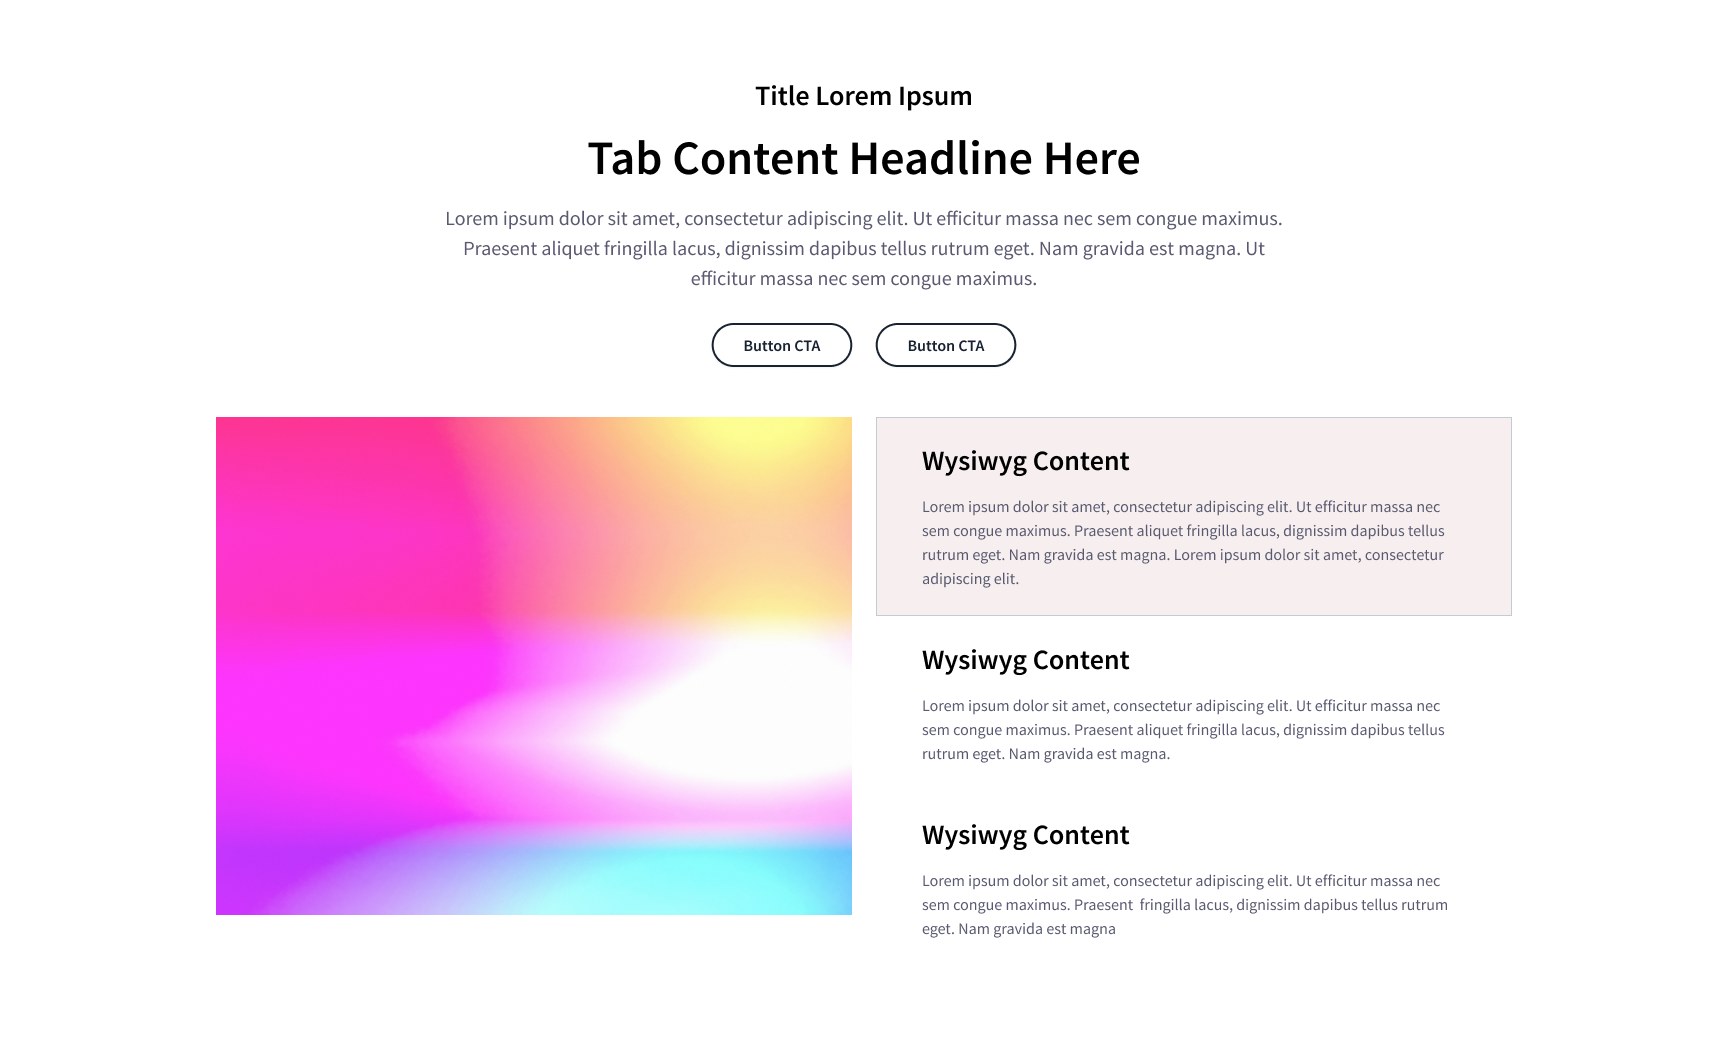 Title Lorem Ipsum
Tab Content Headline Here
Lorem ipsum dolor sit amet, consectetur adipiscing elit. Ut efficitur massa nec sem congue maximus.
Praesent aliquet fringilla lacus, dignissim dapibus tellus rutrum eget. Nam gravida est magna. Ut
efficitur massa nec sem congue maximus.
Button CTA
Button CTA
Wysiwyg Content
Lorem ipsum dolor sit amet, consectetur adipiscing elit. Ut efficitur massa nec
sem congue maximus. Praesent aliquet fringilla lacus, dignissim dapibus tellus
rutrum eget. Nam gravida est magna. Lorem ipsum dolor sit amet, consectetur
adipiscing elit.
Wysiwyg Content
Lorem ipsum dolor sit amet, consectetur adipiscing elit. Ut efficitur massa nec
sem congue maximus. Praesent aliquet fringilla lacus, dignissim dapibus tellus
rutrum eget. Nam gravida est magna.
Wysiwyg Content
Lorem ipsum dolor sit amet, consectetur adipiscing elit. Ut efficitur massa nec
sem congue maximus. Praesent  fringilla lacus, dignissim dapibus tellus rutrum
eget. Nam gravida est magna